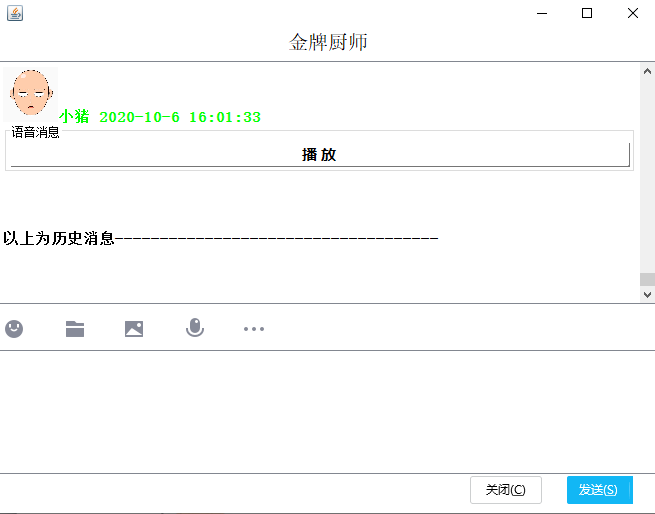 金牌厨师
小猪 2020-10-6 16:01:33
语音消息
播放
以上为历史消息------------------------------------
关闭(C) 发送(S)